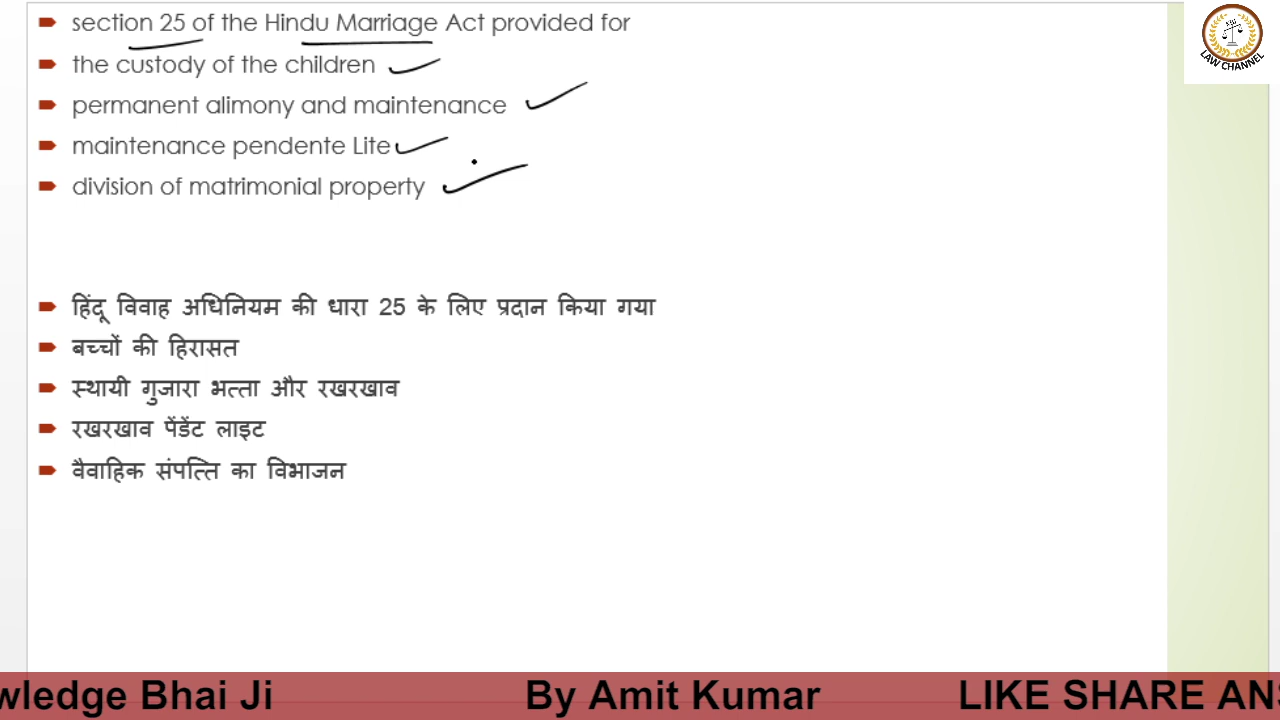 section 25 of the Hindu Marriage Act provided for
the custody of the children
permanent alimony and maintenance
maintenance pendente Lite
division of matrimonial property
LAW CHANNEL
हिंदू विवाह अधिनियम की धारा 25 के लिए प्रदान किया गया
बच्चों की हिरासत
स्थायी गुजारा भत्ता और रखरखाव
रखरखाव पेंडेंट लाइट
वैवाहिक संपत्ति का विभाजन
wledge Bhai Ji By Amit Kumar LIKE SHARE AN